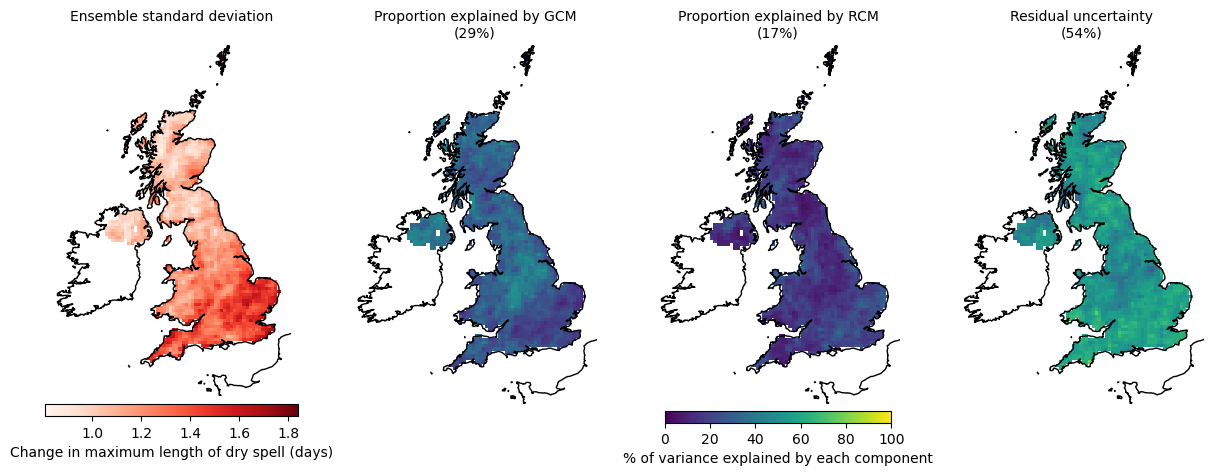 Ensemble standard deviation
Proportion explained by GCM
(29%)
Proportion explained by RCM
(17%)
Residual uncertainty
(54%)
1.0 1.2 1.4 1.6 1.8
Change in maximum length of dry spell (days)
0 20 40 60 80 100
% of variance explained by each component